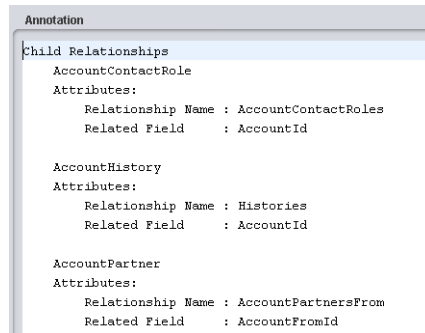 Annotation
Child Relationships
AccountContactRole
Attributes:
Relationship Name : AccountContactRoles
Related Field : AccountId
AccountHistory
Attributes:
Relationship Name : Histories
Related Field : AccountId
AccountPartner
Attributes:
Relationship Name : AccountPartnersFrom
Related Field : AccountFromId